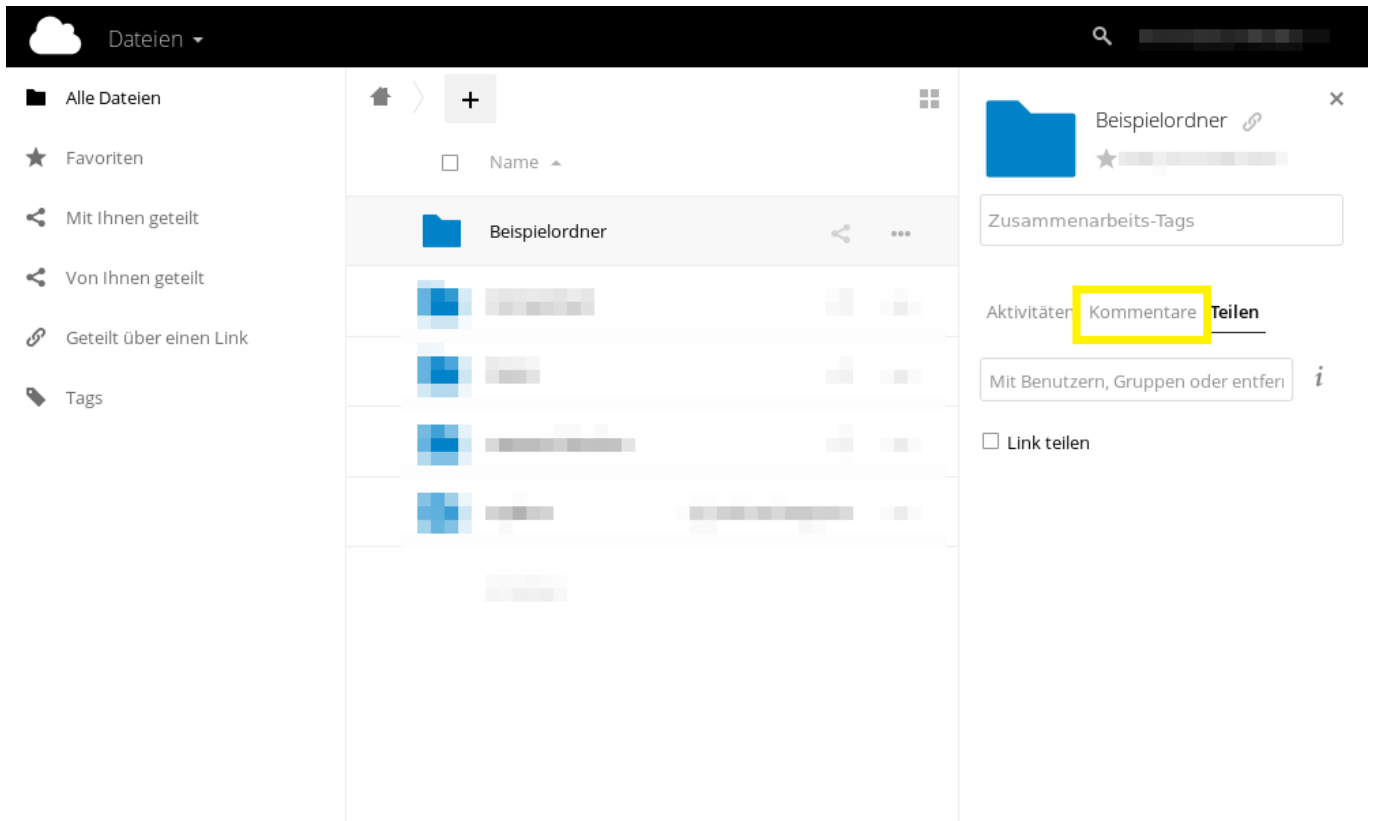 Dateien
Alle Dateien
Favoriten
Mit Ihnen geteilt
Von Ihnen geteilt
Geteilt über einen Link
Tags
Name
Beispielordner
Beispielordner
Zusammenarbeits-Tags
Aktivitäten Kommentare Teilen
Mit Benutzern, Gruppen oder entfer
i
Link teilen